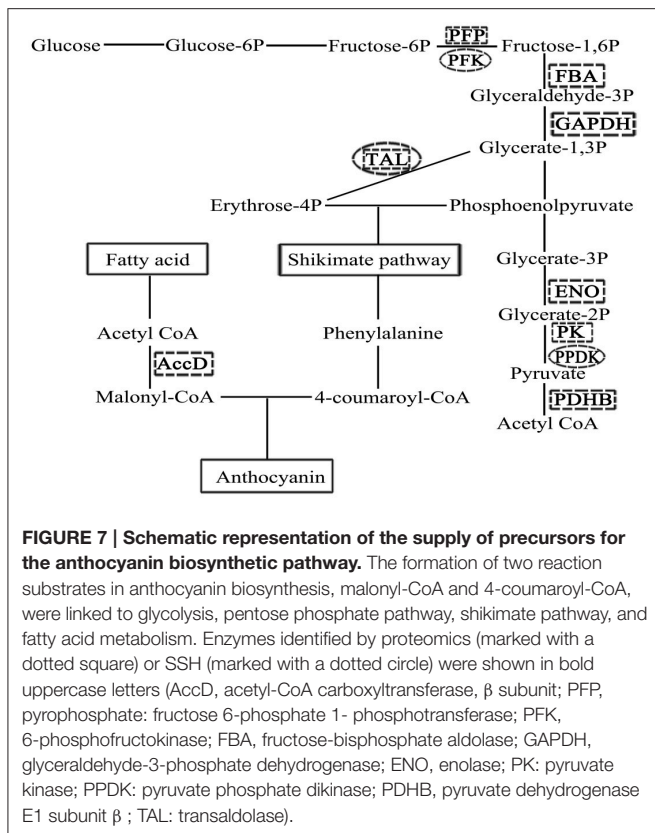 Glucose Glucose-6P Fructose-6P PFP Fructose-1,6P
PFK
FBA
Glyceraldehyde-3P
GAPDH
Glycerate-1,3P
TAL
Erythrose-4P Phosphoenolpyruvate
Fatty acid Shikimate pathway Glycerate-3P
ENO
Glycerate-2P
Acetyl CoA Phenylalanine PK
AccD PPDK
Pyruvate
Malonyl-CoA 4-coumaroyl-CoA PDHB
Acetyl CoA
Anthocyanin
FIGURE 7 | Schematic representation of the supply of precursors for
the anthocyanin biosynthetic pathway. The formation of two reaction
substrates in anthocyanin biosynthesis, malonyl-CoA and 4-coumaroyl-CoA,
were linked to glycolysis, pentose phosphate pathway, shikimate pathway, and
fatty acid metabolism. Enzymes identified by proteomics (marked with a
dotted square) or SSH (marked with a dotted circle) were shown in bold
uppercase letters (AccD, acetyl-CoA carboxyltransferase, β subunit; PFP,
pyrophosphate: fructose 6-phosphate 1- phosphotransferase; PFK,
6-phosphofructokinase; FBA, fructose-bisphosphate aldolase; GAPDH,
glyceraldehyde-3-phosphate dehydrogenase; ENO, enolase; PK: pyruvate
kinase; PPDK: pyruvate phosphate dikinase; PDHB, pyruvate dehydrogenase
E1 subunit β ; TAL: transaldolase).